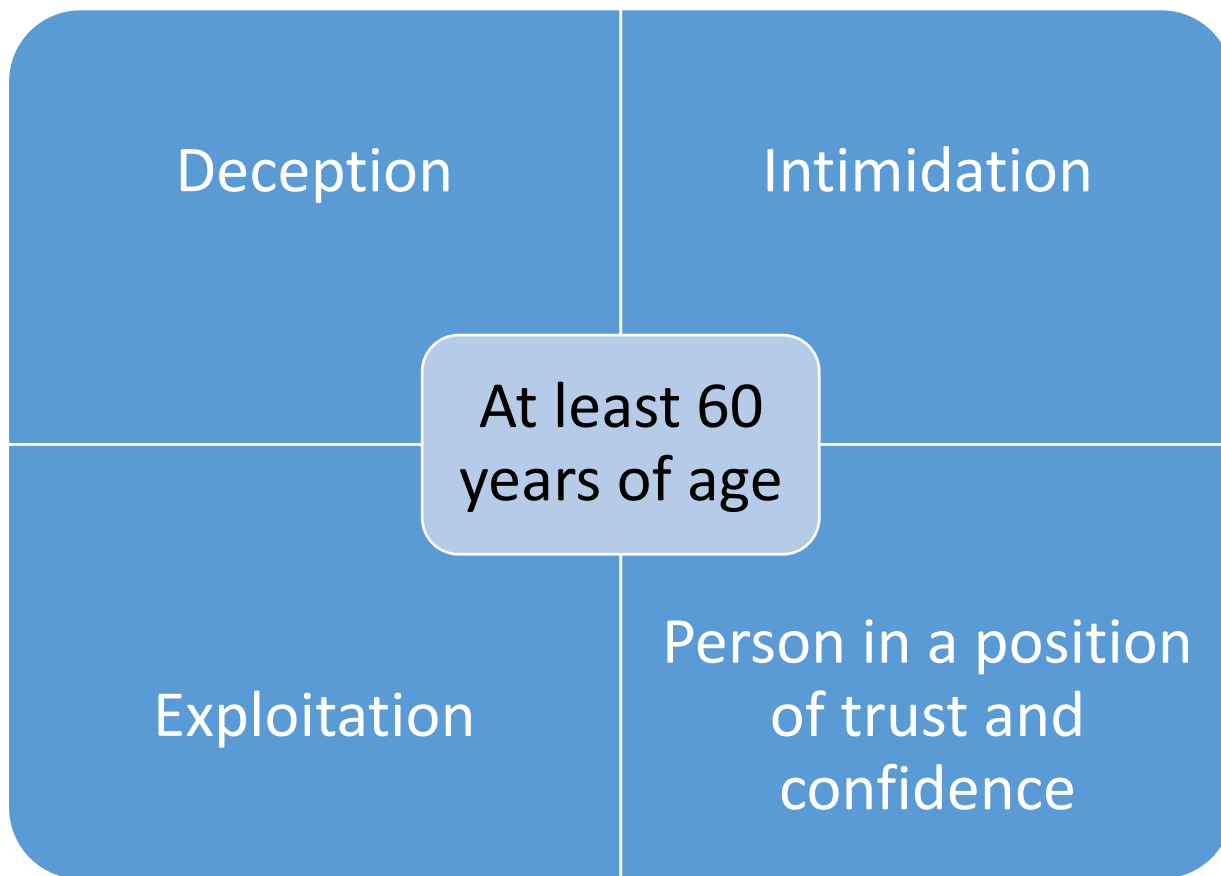 Deception
Intimidation
At least 60
years of age
Exploitation
Person in a position
of trust and
confidence